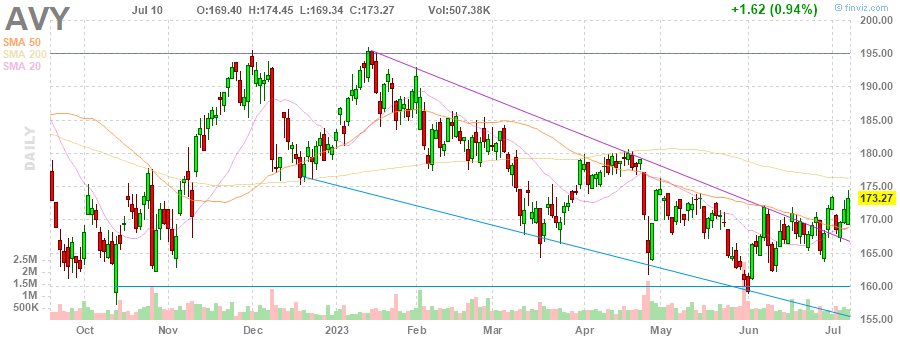 AVY Jul 10 O:169.40 H:174.45 L:169.34 C:173.27 Vol:507.38K +1.62 (0.94%) @ finviz.com
SMA 50
SMA 200
SMA 20
DAILY
200.00
195.00
190.00
185.00
180.00
175.00
173.27
170.00
165.00
160.00
155.00
2.5M
2M
1.5M
1M
500K
Oct Nov Dec 2023 Feb Mar Apr May Jun Jul